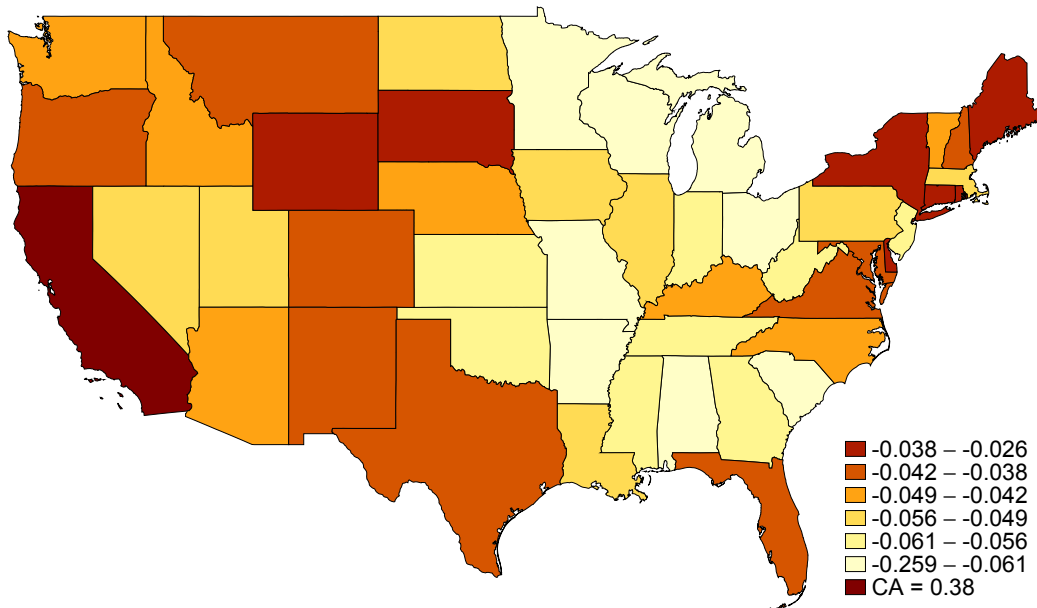 -0.038 – -0.026
-0.042 – -0.038
-0.049 – -0.042
-0.056 – -0.049
-0.061 – -0.056
-0.259 – -0.061
CA = 0.38